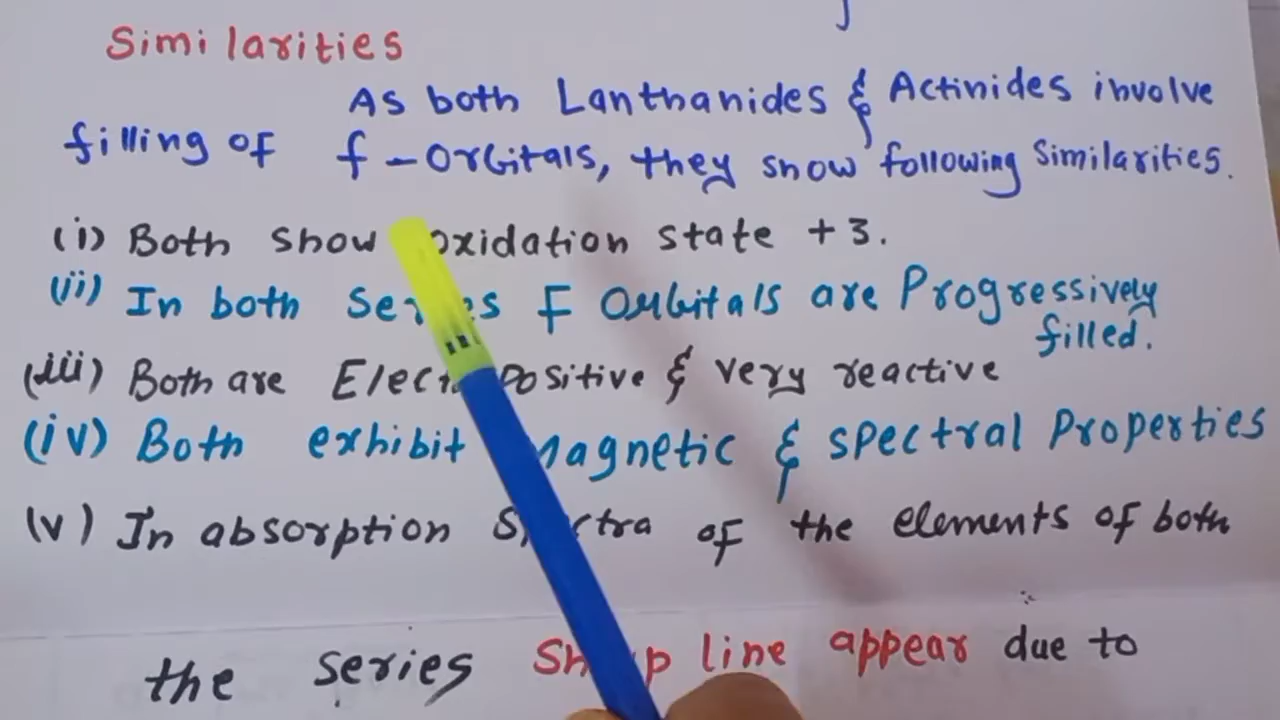 Similarities
As both Lanthanides & Actinides involve
filling of f-orbitals, they show following Similarities.
(i) Both show oxidation state +3.
(ii) In both Series F Orbitals are Progressively
filled.
(iii) Both are Electropositive & very reactive
(iv) Both exhibit magnetic & spectral Properties
(v) In absorption Spectra of the elements of both
the series Sharp line appear due to